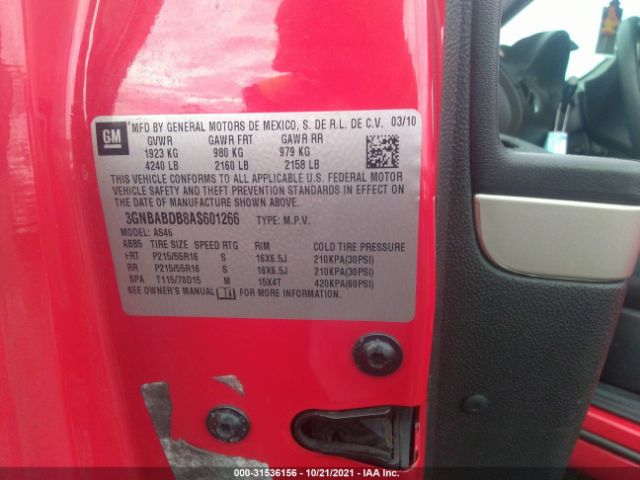 GM
MFD BY GENERAL MOTORS DE MEXICO, S. DE R.L. DE C.V. 03/10
GVWR GAWR FRT GAWR RR
1923 KG 980 KG 979 KG
4240 LB 2160 LB 2158 LB
THIS VEHICLE CONFORMS TO ALL APPLICABLE U.S. FEDERAL MOTOR
VEHICLE SAFETY AND THEFT PREVENTION STANDARDS IN EFFECT ON
THE DATE OF MANUFACTURE SHOWN ABOVE.
3GNBABDB8AS601266 TYPE: M.P.V.
MODEL: AS46
ABB5 TIRE SIZE SPEED RTG RIM COLD TIRE PRESSURE
FRT P215/55R16 S 16X6.5J 210KPA(30PSI)
RR P215/55R16 S 16X6.5J 210KPA(30PSI)
SPA T115/70D15 M 15X4T 420KPA(60PSI)
SEE OWNER'S MANUAL FOR MORE INFORMATION.
000-31536156 - 10/21/2021 - IAA Inc.